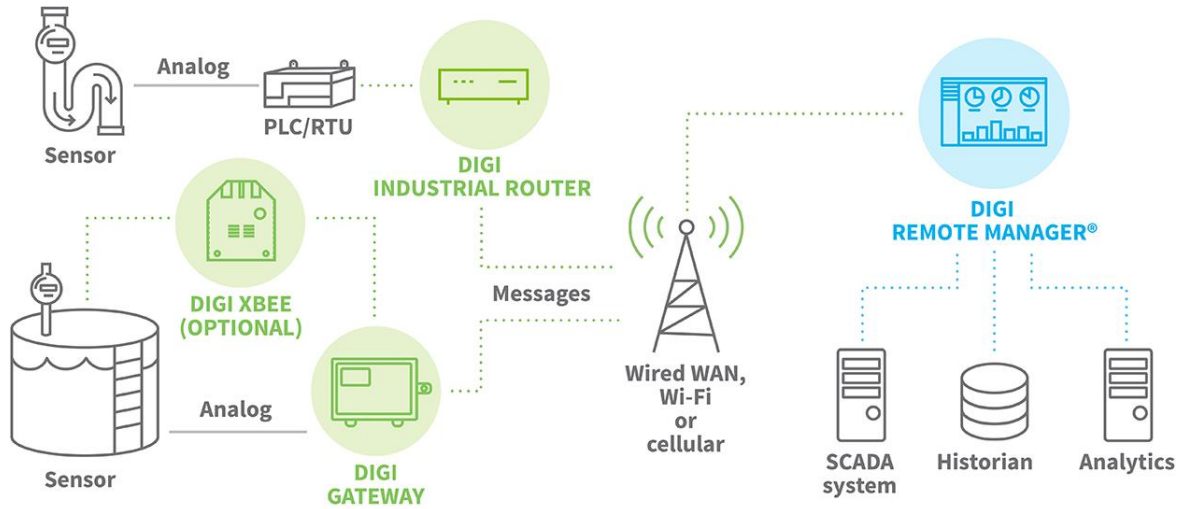 Analog
PLC/RTU
Sensor
DIGI
INDUSTRIAL ROUTER
DIGI XBEE
(OPTIONAL)
Analog
Sensor
DIGI
GATEWAY
Messages
Wired WAN,
Wi-Fi
or
cellular
DIGI
REMOTE MANAGER®
SCADA
system
Historian
Analytics